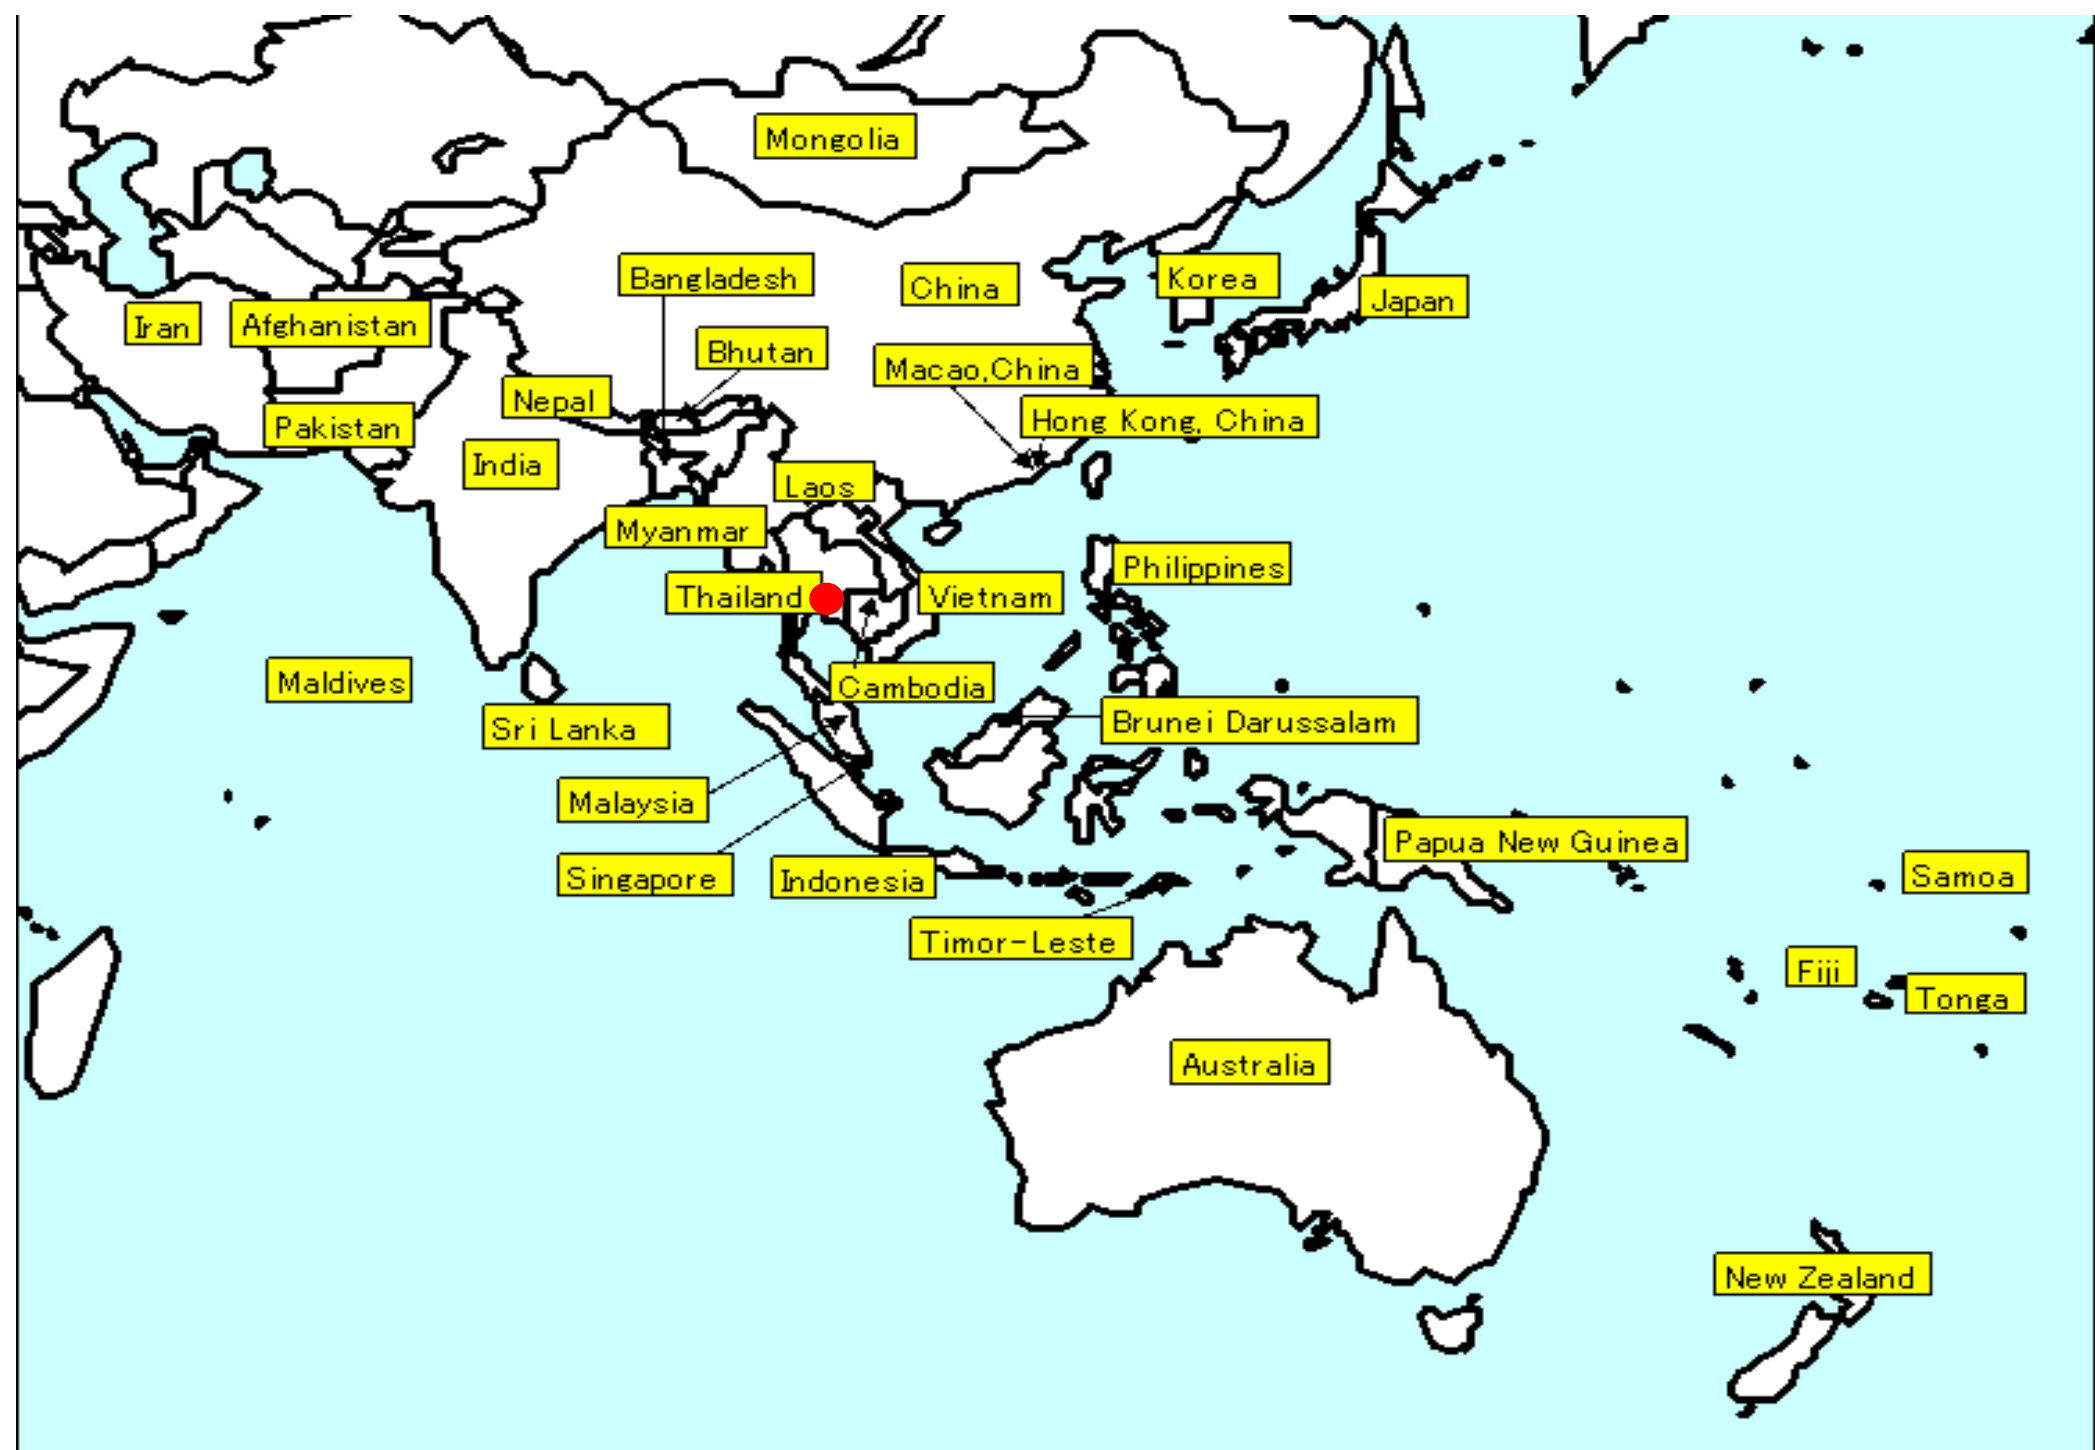 Mongolia
Bangladesh
China
Korea
Japan
Iran
Afghanistan
Bhutan
Macao,China
Nepal
Hong Kong, China
Pakistan
India
Laos
Myanmar
Philippines
Thailand
Vietnam
Maldives
Cambodia
Sri Lanka
Brunei Darussalam
Malaysia
Papua New Guinea
Singapore
Indonesia
Samoa
Timor-Leste
Fiji
Tonga
Australia
New Zealand